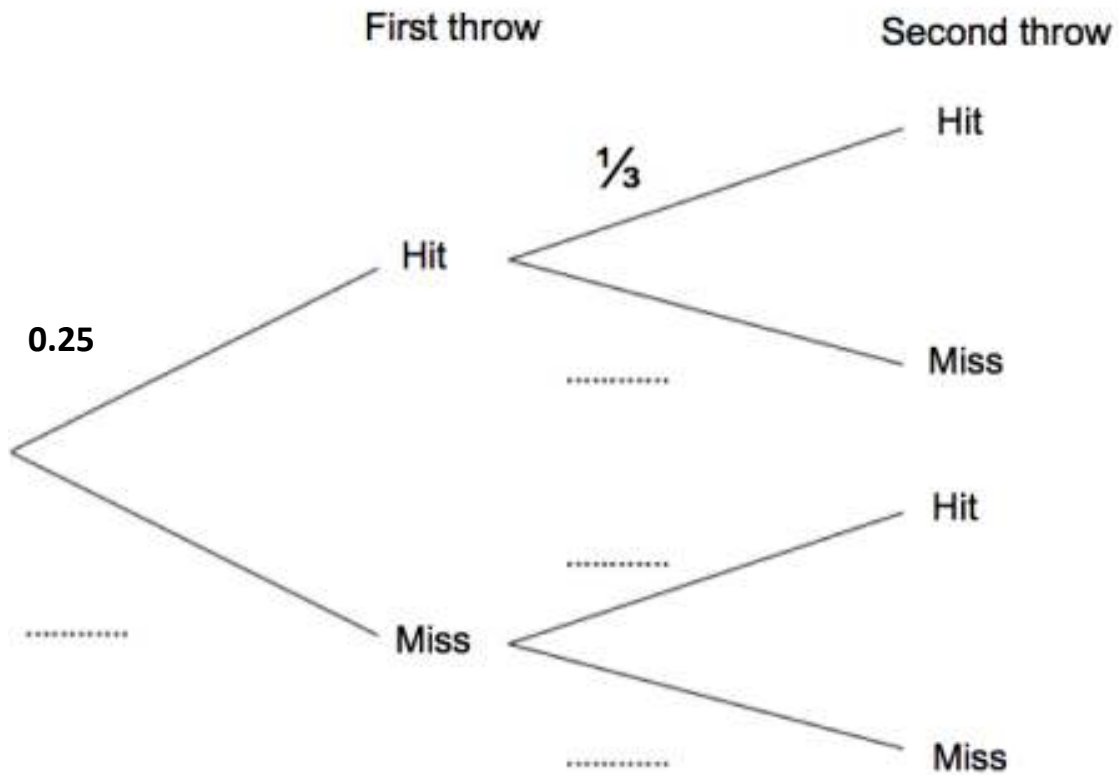 First throw
Second throw
Hit
⅓
Hit
0.25
Miss
............
Hit
............
............
Miss
............
Miss